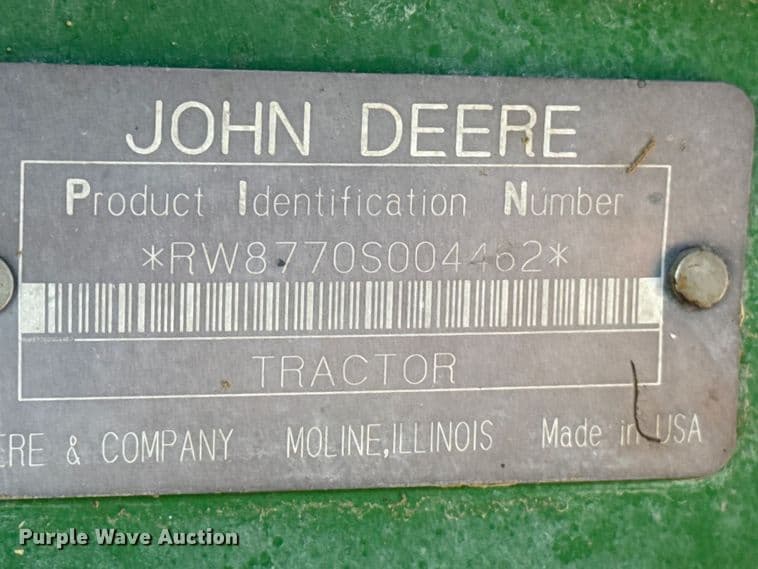 JOHN DEERE
Product Identification Number
*RW8770S004462*
TRACTOR
ERE & COMPANY MOLINE,ILLINOIS Made in USA
Purple Wave Auction